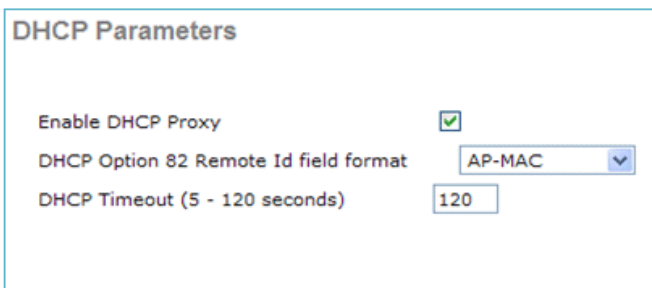 DHCP Parameters
Enable DHCP Proxy
DHCP Option 82 Remote Id field format AP-MAC
DHCP Timeout (5 - 120 seconds) 120